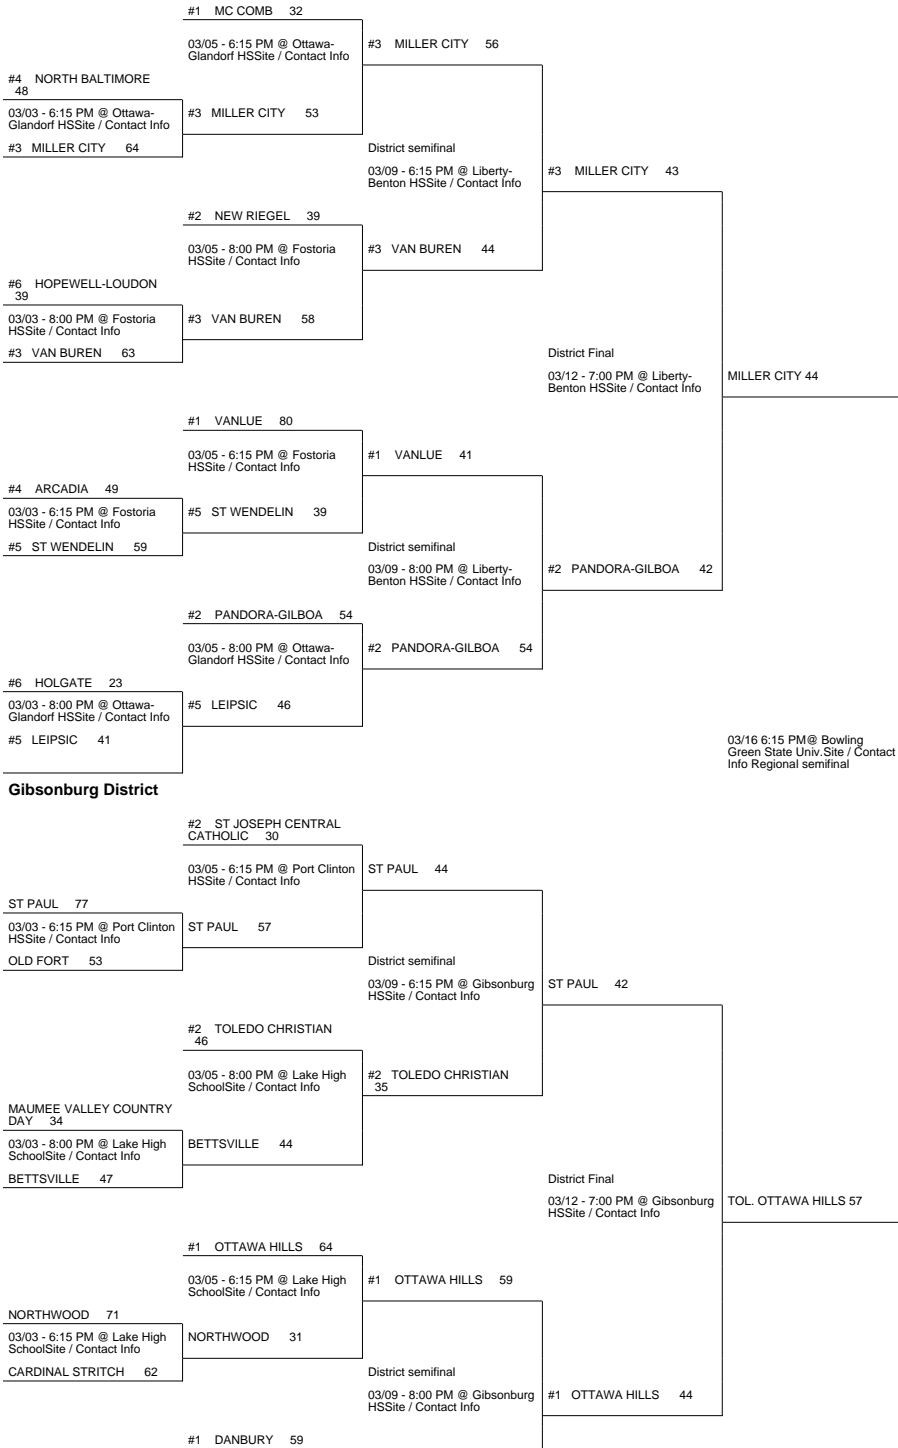 #1 MC COMB 32
03/05 - 6:15 PM @ Ottawa-
Glandorf HSSite / Contact Info
#3 MILLER CITY 56
#4 NORTH BALTIMORE
48
03/03 - 6:15 PM @ Ottawa-
Glandorf HSSite / Contact Info
#3 MILLER CITY 53
#3 MILLER CITY 64
District semifinal
03/09 - 6:15 PM @ Liberty-
Benton HSSite / Contact Info
#3 MILLER CITY 43
#2 NEW RIEGEL 39
03/05 - 8:00 PM @ Fostoria
HSSite / Contact Info
#3 VAN BUREN 44
#6 HOPEWELL-LOUDON
39
03/03 - 8:00 PM @ Fostoria
HSSite / Contact Info
#3 VAN BUREN 58
#3 VAN BUREN 63
District Final
03/12 - 7:00 PM @ Liberty-
Benton HSSite / Contact Info
MILLER CITY 44
#1 VANLUE 80
03/05 - 6:15 PM @ Fostoria
HSSite / Contact Info
#1 VANLUE 41
#4 ARCADIA 49
03/03 - 6:15 PM @ Fostoria
HSSite / Contact Info
#5 ST WENDELIN 39
#5 ST WENDELIN 59
District semifinal
03/09 - 8:00 PM @ Liberty-
Benton HSSite / Contact Info
#2 PANDORA-GILBOA 42
#2 PANDORA-GILBOA 54
03/05 - 8:00 PM @ Ottawa-
Glandorf HSSite / Contact Info
#2 PANDORA-GILBOA 54
#6 HOLGATE 23
03/03 - 8:00 PM @ Ottawa-
Glandorf HSSite / Contact Info
#5 LEIPSIC 46
#5 LEIPSIC 41
03/16 6:15 PM@ Bowling
Green State Univ.Site / Contact
Info Regional semifinal
Gibsonburg District
#2 ST JOSEPH CENTRAL
CATHOLIC 30
03/05 - 6:15 PM @ Port Clinton
HSSite / Contact Info
ST PAUL 44
ST PAUL 77
03/03 - 6:15 PM @ Port Clinton
HSSite / Contact Info
ST PAUL 57
OLD FORT 53
District semifinal
03/09 - 6:15 PM @ Gibsonburg
HSSite / Contact Info
ST PAUL 42
#2 TOLEDO CHRISTIAN
46
03/05 - 8:00 PM @ Lake High
SchoolSite / Contact Info
#2 TOLEDO CHRISTIAN
35
MAUMEE VALLEY COUNTRY
DAY 34
03/03 - 8:00 PM @ Lake High
SchoolSite / Contact Info
BETTSVILLE 44
BETTSVILLE 47
District Final
03/12 - 7:00 PM @ Gibsonburg
HSSite / Contact Info
TOL. OTTAWA HILLS 57
#1 OTTAWA HILLS 64
03/05 - 6:15 PM @ Lake High
SchoolSite / Contact Info
#1 OTTAWA HILLS 59
NORTHWOOD 71
03/03 - 6:15 PM @ Lake High
SchoolSite / Contact Info
NORTHWOOD 31
CARDINAL STRITCH 62
District semifinal
03/09 - 8:00 PM @ Gibsonburg
HSSite / Contact Info
#1 OTTAWA HILLS 44
#1 DANBURY 59